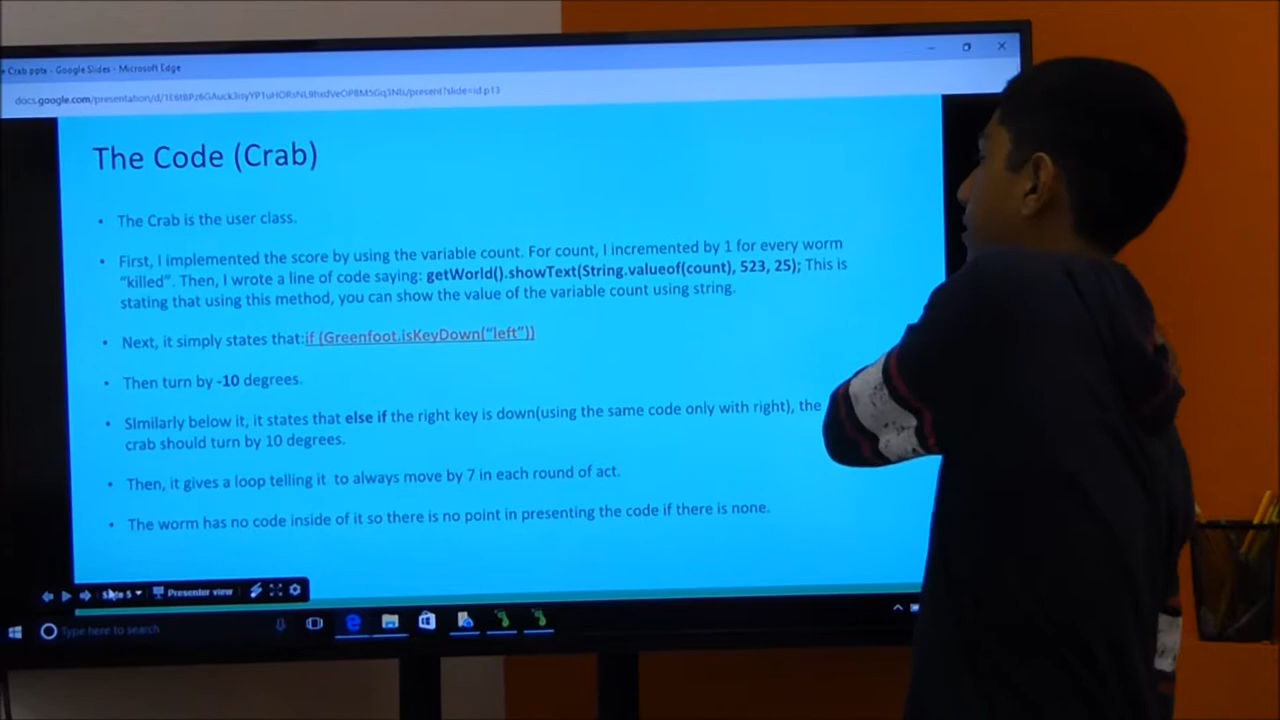 e Crab.pptx - Google Slides - Microsoft Edge
The Code (Crab)
• The Crab is the user class.
• First, I implemented the score by using the variable count. For count, I incremented by 1 for every worm
“killed”. Then, I wrote a line of code saying: getWorld().showText(String.valueof(count), 523, 25); This is
stating that using this method, you can show the value of the variable count using string.
• Next, it simply states that:if (Greenfoot.isKeyDown(“left”))
• Then turn by -10 degrees.
• SImilarly below it, it states that else if the right key is down(using the same code only with right), the
crab should turn by 10 degrees.
• Then, it gives a loop telling it to always move by 7 in each round of act.
• The worm has no code inside of it so there is no point in presenting the code if there is none.
Presenter view
Type here to search